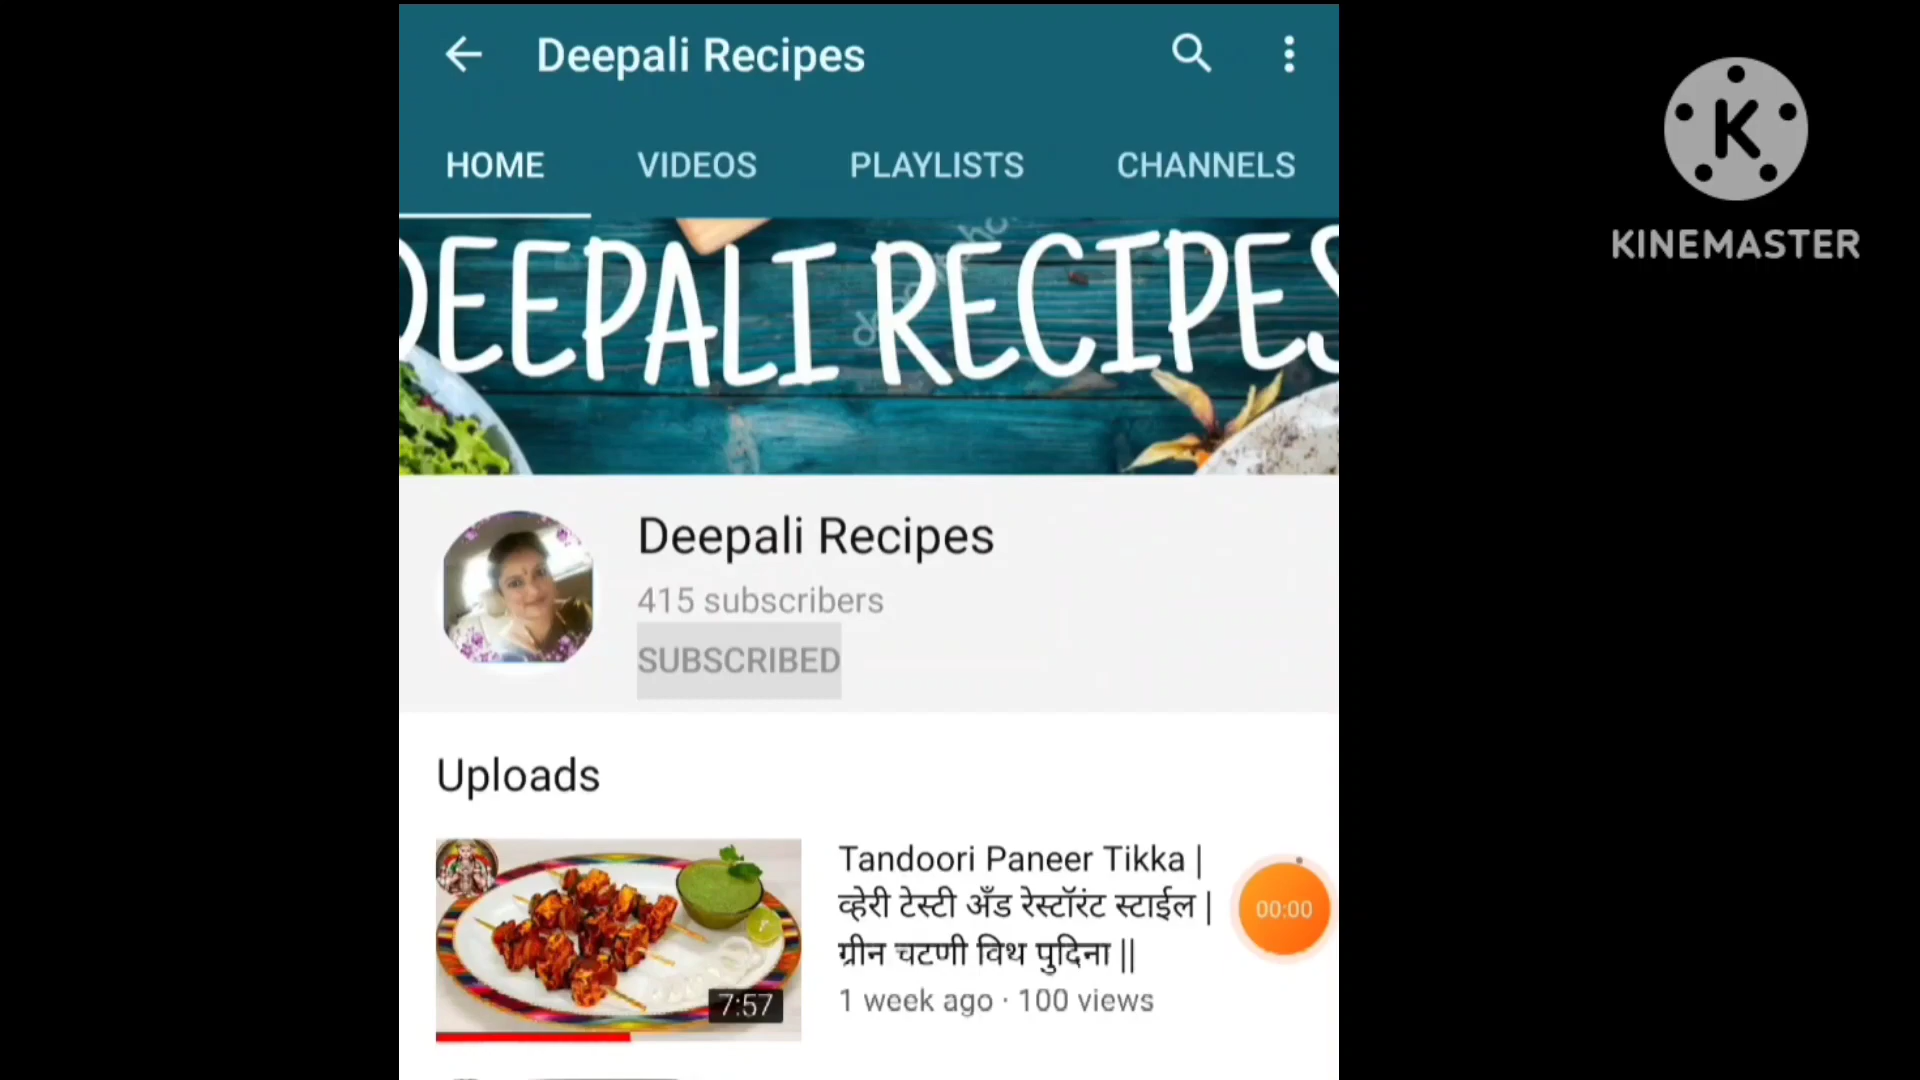 Deepali Recipes
HOME VIDEOS PLAYLISTS CHANNELS
DEEPALI RECIPES
Deepali Recipes
415 subscribers
SUBSCRIBED
Uploads
Tandoori Paneer Tikka |
व्हेरी टेस्टी अँड रेस्टॉरंट स्टाईल |
ग्रीन चटणी विथ पुदिना ||
1 week ago · 100 views
7:57
00:00
K
KINEMASTER